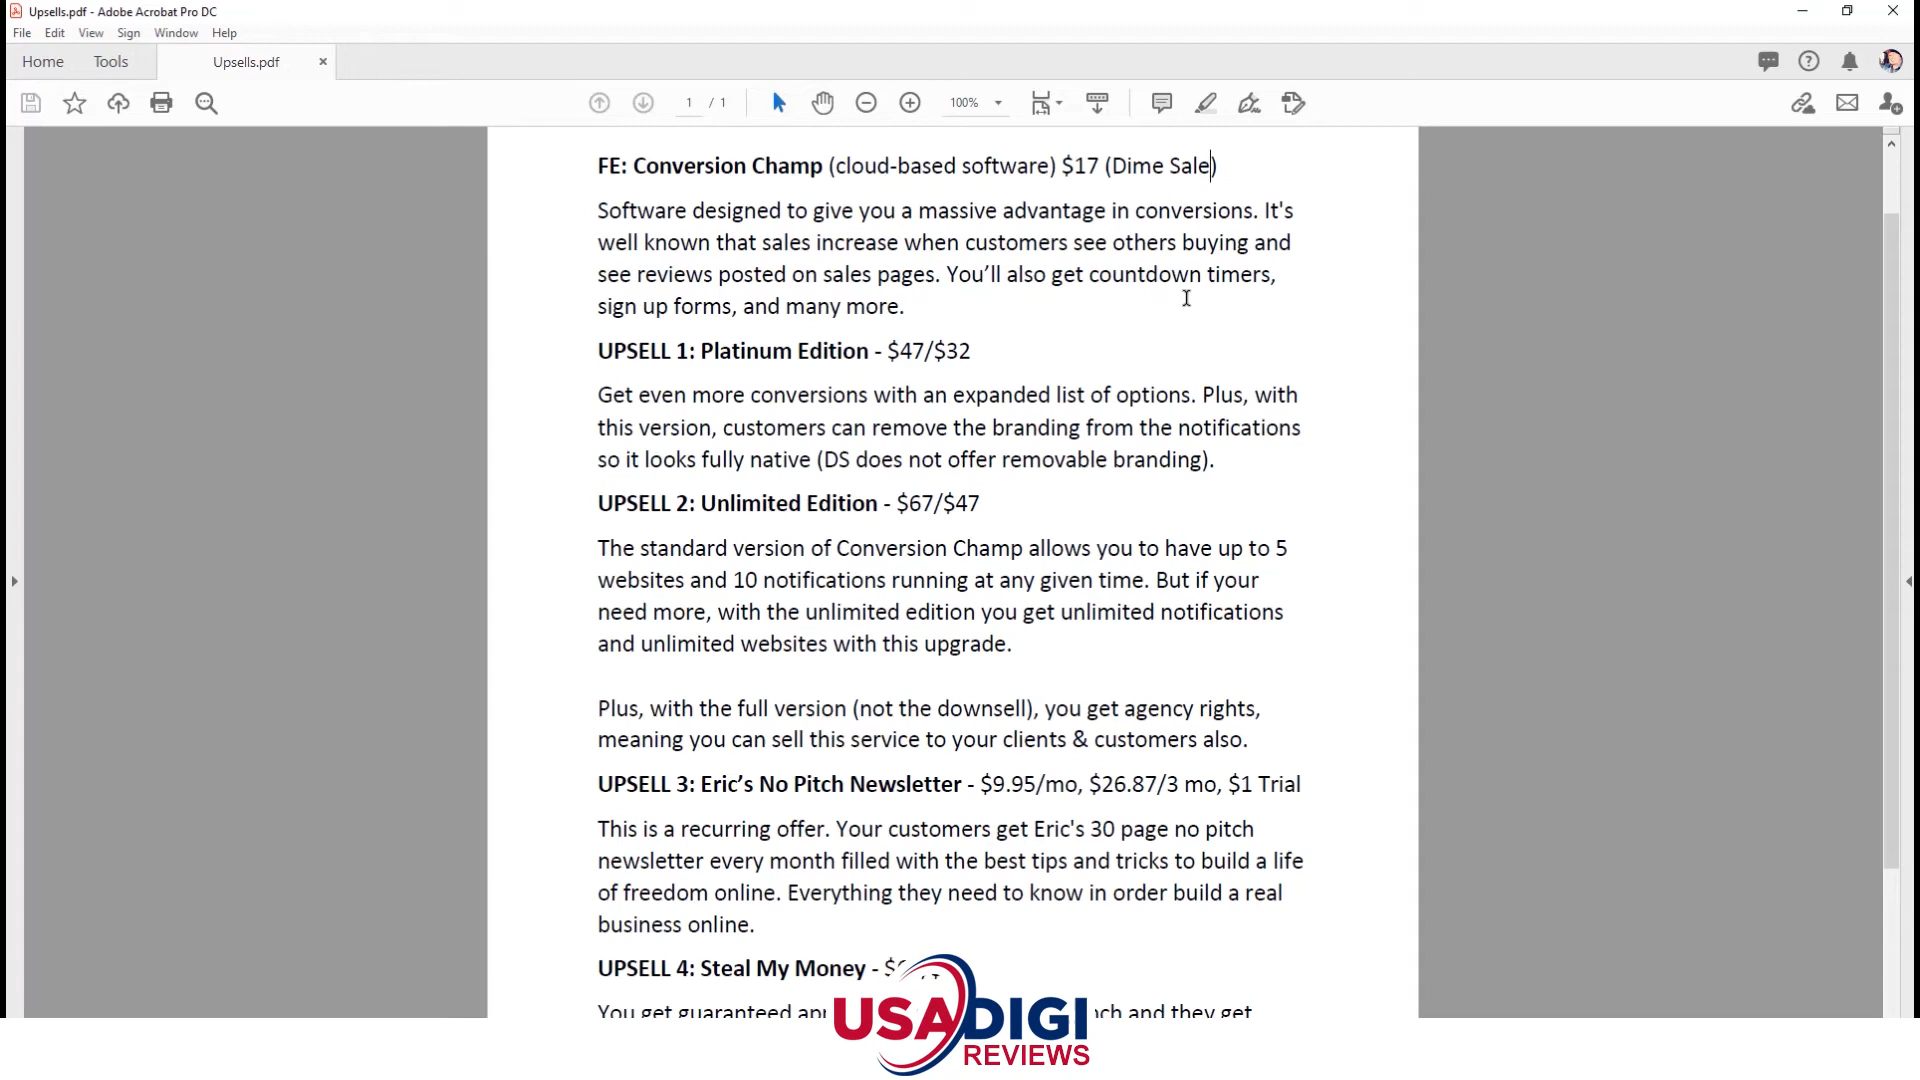 Upsells.pdf - Adobe Acrobat Pro DC
File Edit View Sign Window Help
Home Tools Upsells.pdf ×
1 / 1 100%
FE: Conversion Champ (cloud-based software) $17 (Dime Sale)
Software designed to give you a massive advantage in conversions. It's
well known that sales increase when customers see others buying and
see reviews posted on sales pages. You’ll also get countdown timers,
sign up forms, and many more.
UPSELL 1: Platinum Edition - $47/$32
Get even more conversions with an expanded list of options. Plus, with
this version, customers can remove the branding from the notifications
so it looks fully native (DS does not offer removable branding).
UPSELL 2: Unlimited Edition - $67/$47
The standard version of Conversion Champ allows you to have up to 5
websites and 10 notifications running at any given time. But if your
need more, with the unlimited edition you get unlimited notifications
and unlimited websites with this upgrade.
Plus, with the full version (not the downsell), you get agency rights,
meaning you can sell this service to your clients & customers also.
UPSELL 3: Eric’s No Pitch Newsletter - $9.95/mo, $26.87/3 mo, $1 Trial
This is a recurring offer. Your customers get Eric's 30 page no pitch
newsletter every month filled with the best tips and tricks to build a life
of freedom online. Everything they need to know in order build a real
business online.
UPSELL 4: Steal My Money -
You get guaranteed and they get
USADIGI
REVIEWS